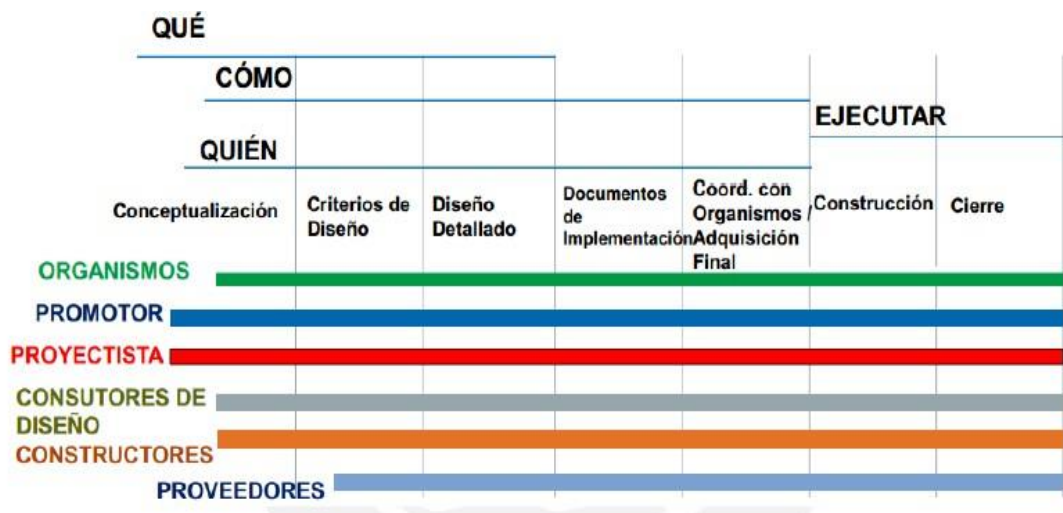 QUÉ
CÓMO
EJECUTAR
QUIÉN
Conceptualización
Criterios de
Diseño
Diseño
Detallado
Documentos
de
Implementación
Coord. con
Organismos /
Adquisición
Final
Construcción
Cierre
ORGANISMOS
PROMOTOR
PROYECTISTA
CONSUTORES DE
DISEÑO
CONSTRUCTORES
PROVEEDORES